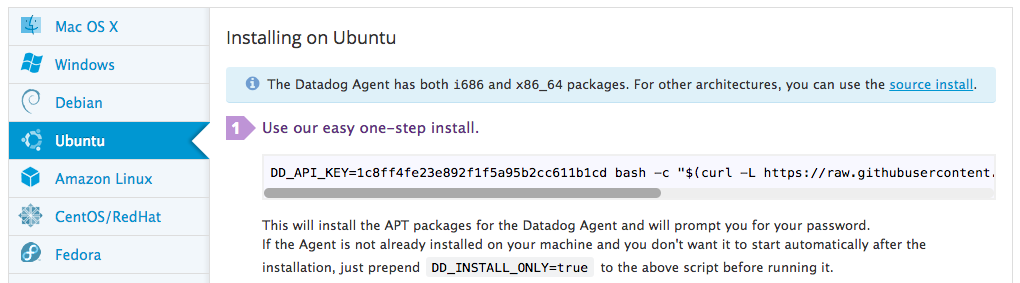 Mac OS X
Windows
Debian
Ubuntu
Amazon Linux
CentOS/RedHat
Fedora
Installing on Ubuntu
The Datadog Agent has both i686 and x86_64 packages. For other architectures, you can use the source install.
1 Use our easy one-step install.
DD_API_KEY=1c8ff4fe23e892f1f5a95b2cc611b1cd bash -c "$(curl -L https://raw.githubusercontent.
This will install the APT packages for the Datadog Agent and will prompt you for your password.
If the Agent is not already installed on your machine and you don't want it to start automatically after the
installation, just prepend DD_INSTALL_ONLY=true to the above script before running it.